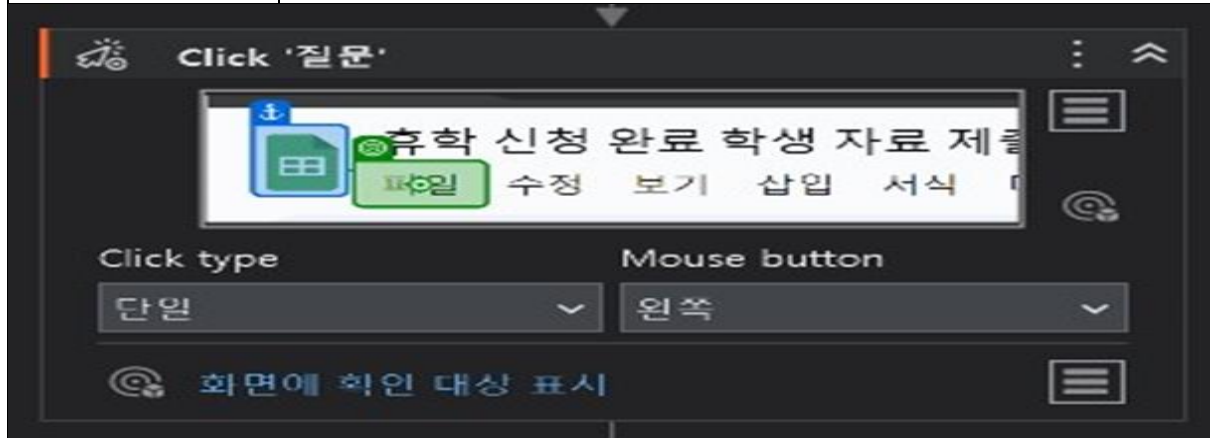 Click '질문'
휴학 신청 완료 학생 자료 제출
파일 수정 보기 삽입 서식
Click type Mouse button
단일 왼쪽
화면에 확인 대상 표시